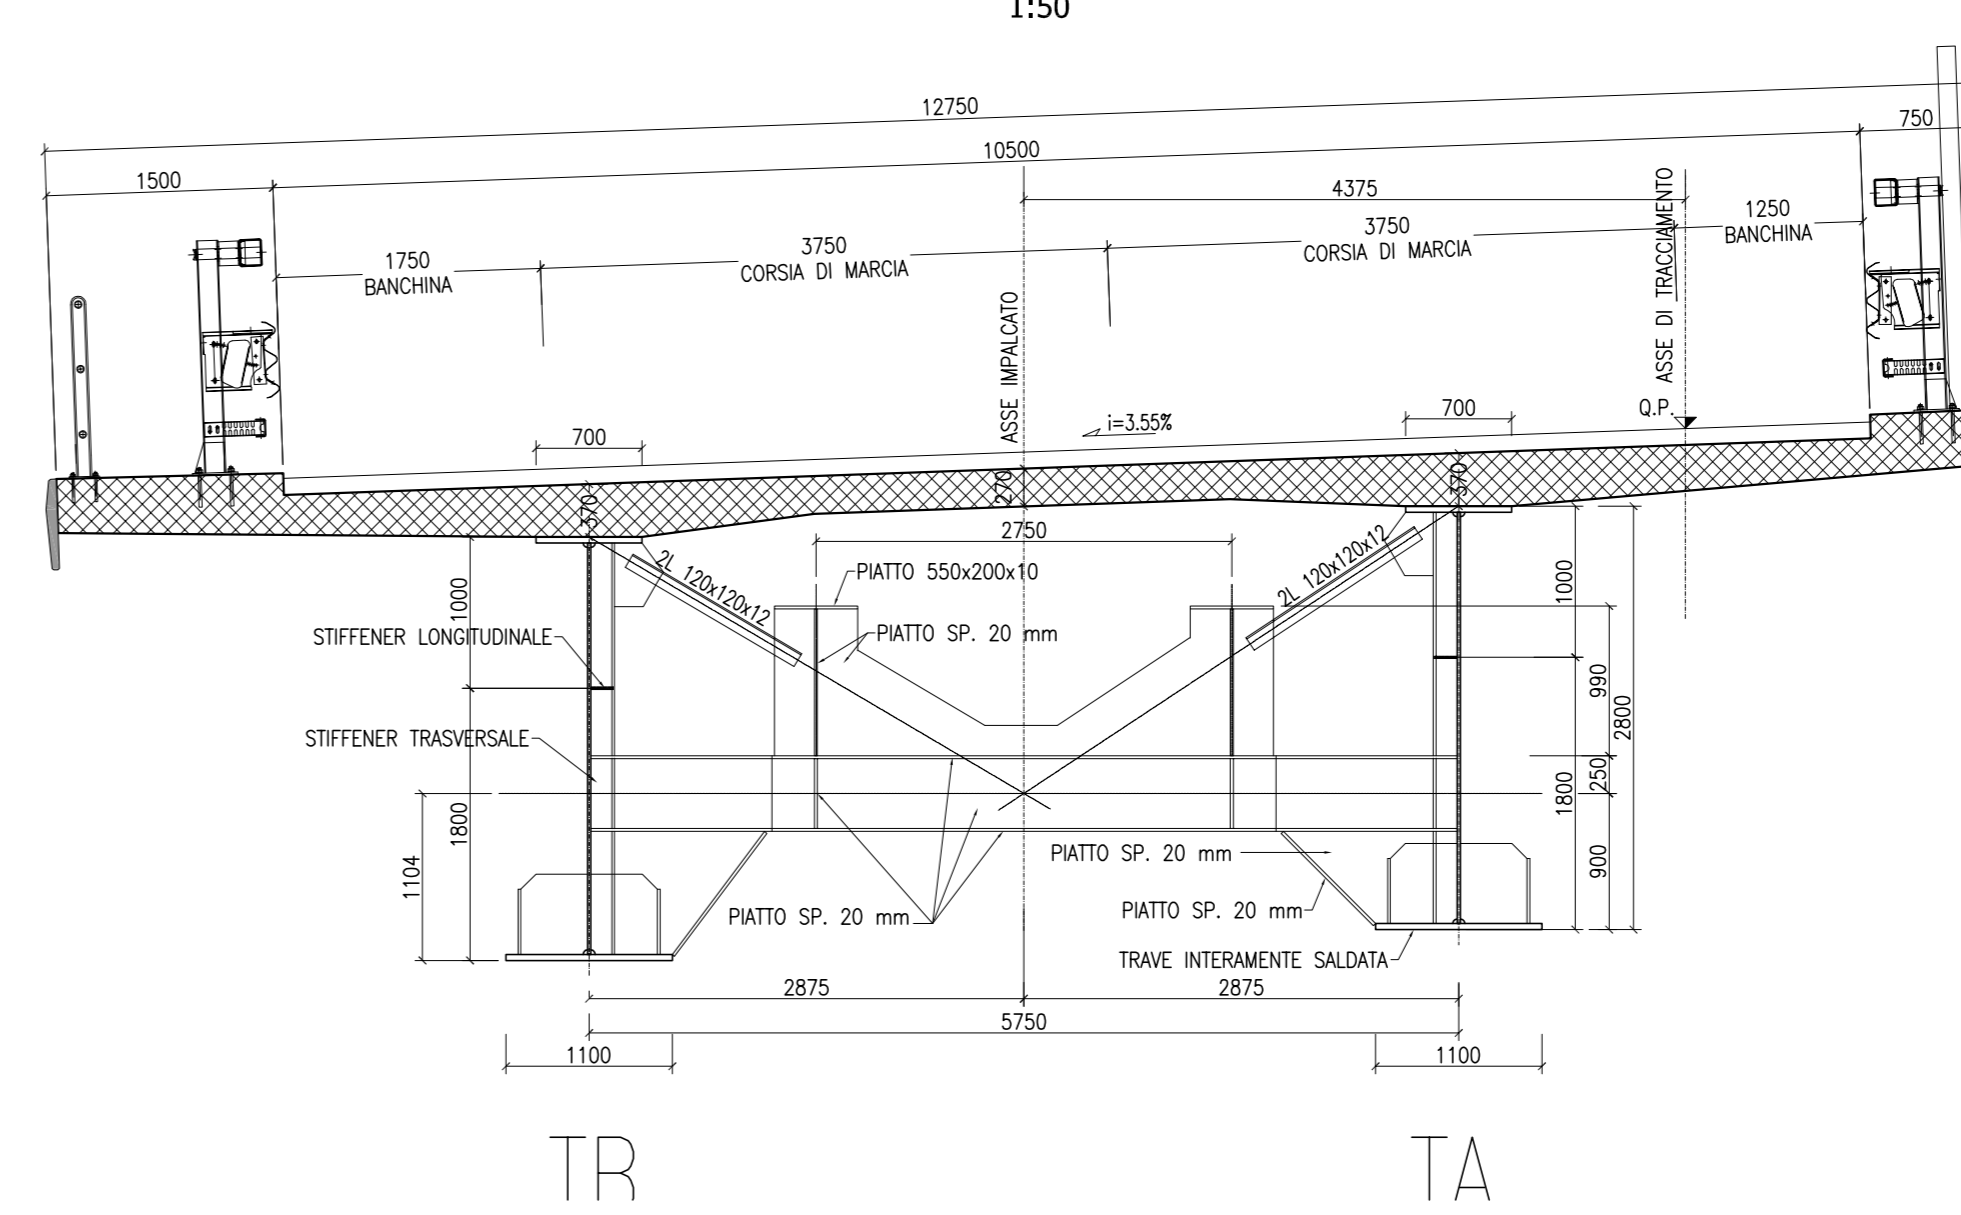 1:50
12750
750
10500
1500
4375
3750
CORSIA DI MARCIA
1250
BANCHINA
3750
CORSIA DI MARCIA
1750
BANCHINA
ASSE DI TRACCIAMENTO
ASSE IMPALCATO
Q.P.
i=3.55%
700
700
370
270
370
2750
2L 120x120x12
2L 120x120x12
PIATTO 550x200x10
PIATTO SP. 20 mm
STIFFENER LONGITUDINALE
STIFFENER TRASVERSALE
1000
1800
1104
1000
1800
990
250
900
2800
PIATTO SP. 20 mm
PIATTO SP. 20 mm
PIATTO SP. 20 mm
TRAVE INTERAMENTE SALDATA
2875
2875
5750
1100
1100
TB
TA